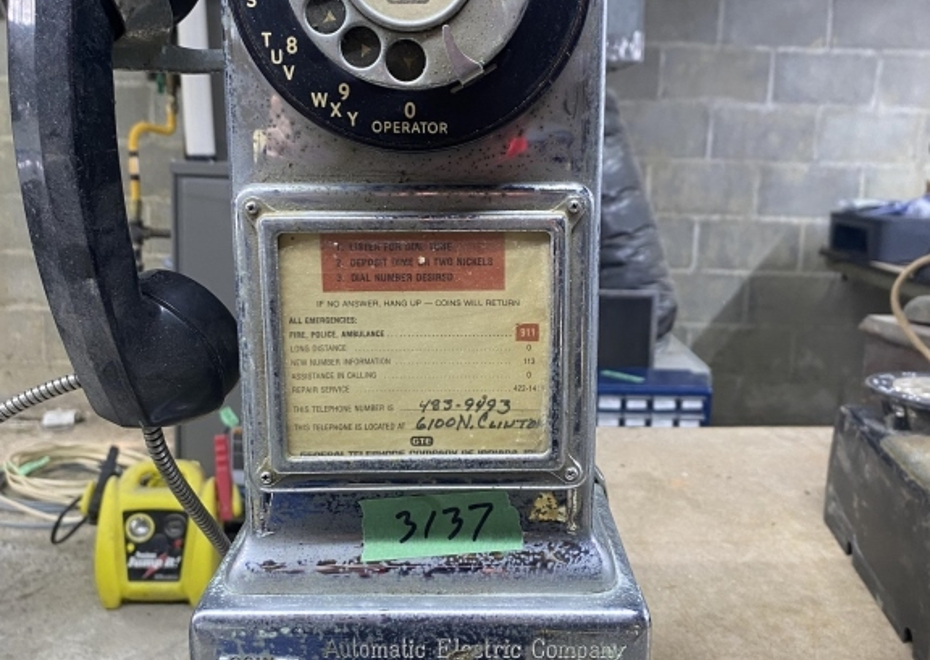 S
TUV 8
WXY 9
0
OPERATOR
1. LISTEN FOR DIAL TONE
2. DEPOSIT DIME OR TWO NICKELS
3. DIAL NUMBER DESIRED
IF NO ANSWER, HANG UP — COINS WILL RETURN
ALL EMERGENCIES:
FIRE, POLICE, AMBULANCE 911
LONG DISTANCE 0
NEW NUMBER INFORMATION 113
ASSISTANCE IN CALLING 0
REPAIR SERVICE
THIS TELEPHONE NUMBER IS 483-9493
THIS TELEPHONE IS LOCATED AT 6100 N. CLINTON
GTE
GENERAL TELEPHONE COMPANY OF INDIANA
3137
Jump it!
Automatic Electric Company
COIN